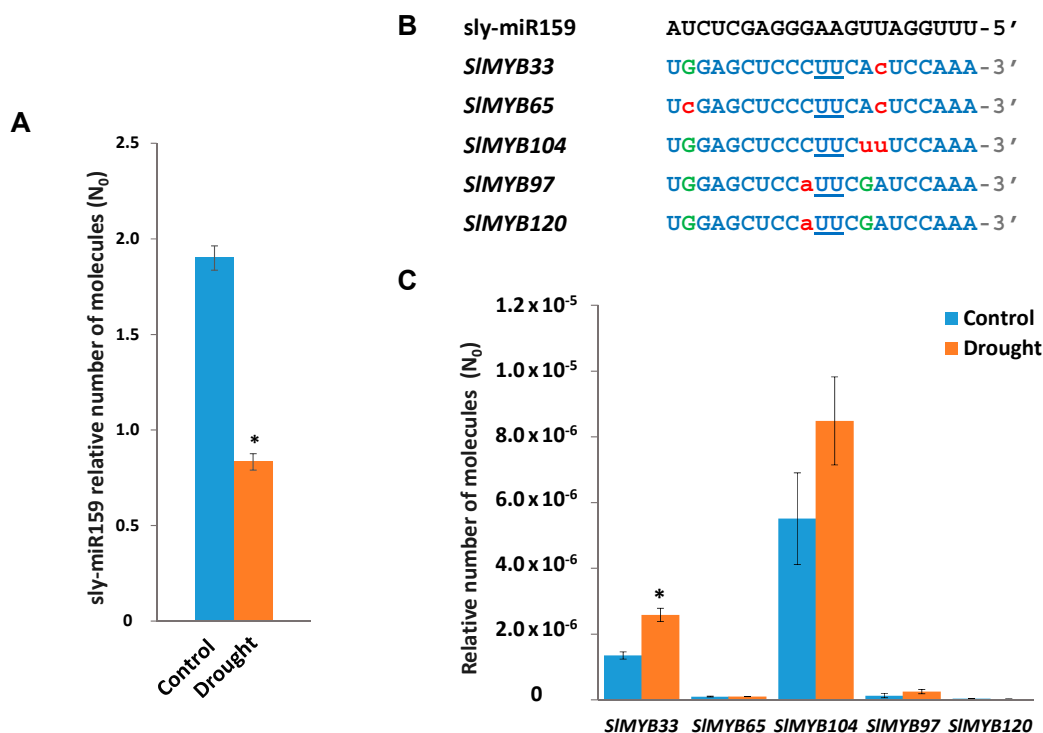 A
sly-miR159 relative number of molecules (N₀)
2.5
2.0
1.5
1.0
0.5
0
*
Control
Drought
B
sly-miR159 AUCUCGAGGGAAGUUAGGUUU-5′
SlMYB33 UGGAGCUCCCUUCAcUCCAAA-3′
SlMYB65 UcGAGCUCCCUUCAcUCCAAA-3′
SlMYB104 UGGAGCUCCCUUCuuUCCAAA-3′
SlMYB97 UGGAGCUCCaUUCGAUCCAAA-3′
SlMYB120 UGGAGCUCCaUUCGAUCCAAA-3′
C
Relative number of molecules (N₀)
1.2 x 10⁻⁵
1.0 x 10⁻⁵
8.0 x 10⁻⁶
6.0 x 10⁻⁶
4.0 x 10⁻⁶
2.0 x 10⁻⁶
0
Control
Drought
*
SlMYB33
SlMYB65
SlMYB104
SlMYB97
SlMYB120